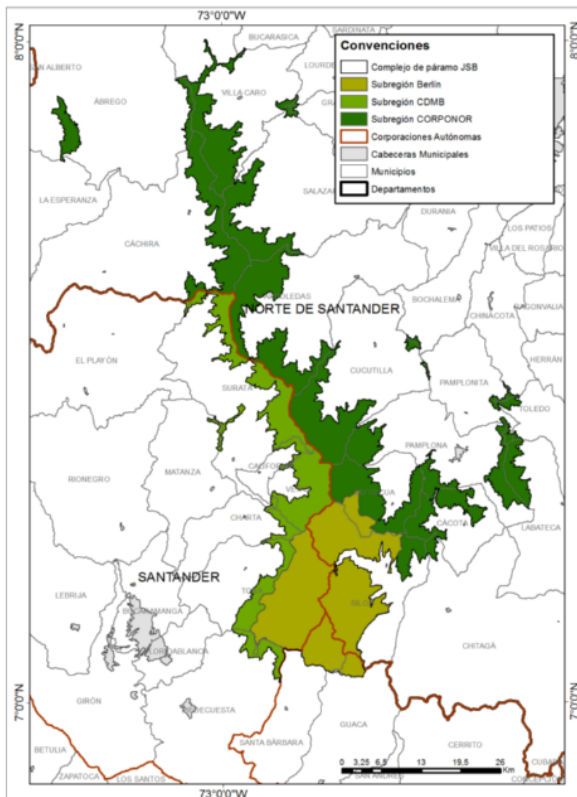 73°0'0"W
8°0'0"N
8°0'0"N
BUCARASICA
SARDINATA
Convenciones
Complejo de páramo JSB
Subregión Berlín
Subregión CDMB
Subregión CORPONOR
Corporaciones Autónomas
Cabeceras Municipales
Municipios
Departamentos
SAN ALBERTO
ÁBREGO
VILLA CARO
LA ESPERANZA
SALAZAR
DURANIA
LOS PATIOS
VILLA DEL ROSARIO
CÁCHIRA
BOCHALEMA
RAGONVALIA
CHINÁCOTA
NORTE DE SANTANDER
EL PLAYÓN
CUCUTILLA
HERRÁN
PAMPLONITA
SURATÁ
TOLEDO
PAMPLONA
RIONEGRO
MATANZA
CHARTA
CÁCOTA
LABATECA
SANTANDER
LEBRIJA
CHITAGÁ
GIRÓN
GUACA
SANTA BÁRBARA
BETULIA
CERRITO
ZAPATOCA
LOS SANTOS
SAN ANDRÉS
7°0'0"N
7°0'0"N
0 3.25 6.5 13 19.5 26
Km
73°0'0"W